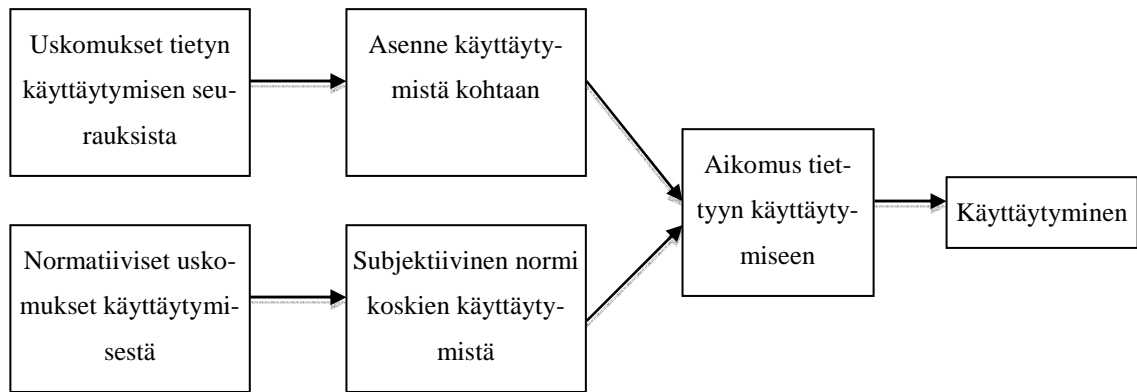 Uskomukset tietyn
käyttäytymisen seu-
rauksista
Asenne käyttäyty-
mistä kohtaan
Normatiiviset usko-
mukset käyttäytymi-
sestä
Subjektiivinen normi
koskien käyttäyty-
mistä
Aikomus tiet-
tyyn käyttäyty-
miseen
Käyttäytyminen